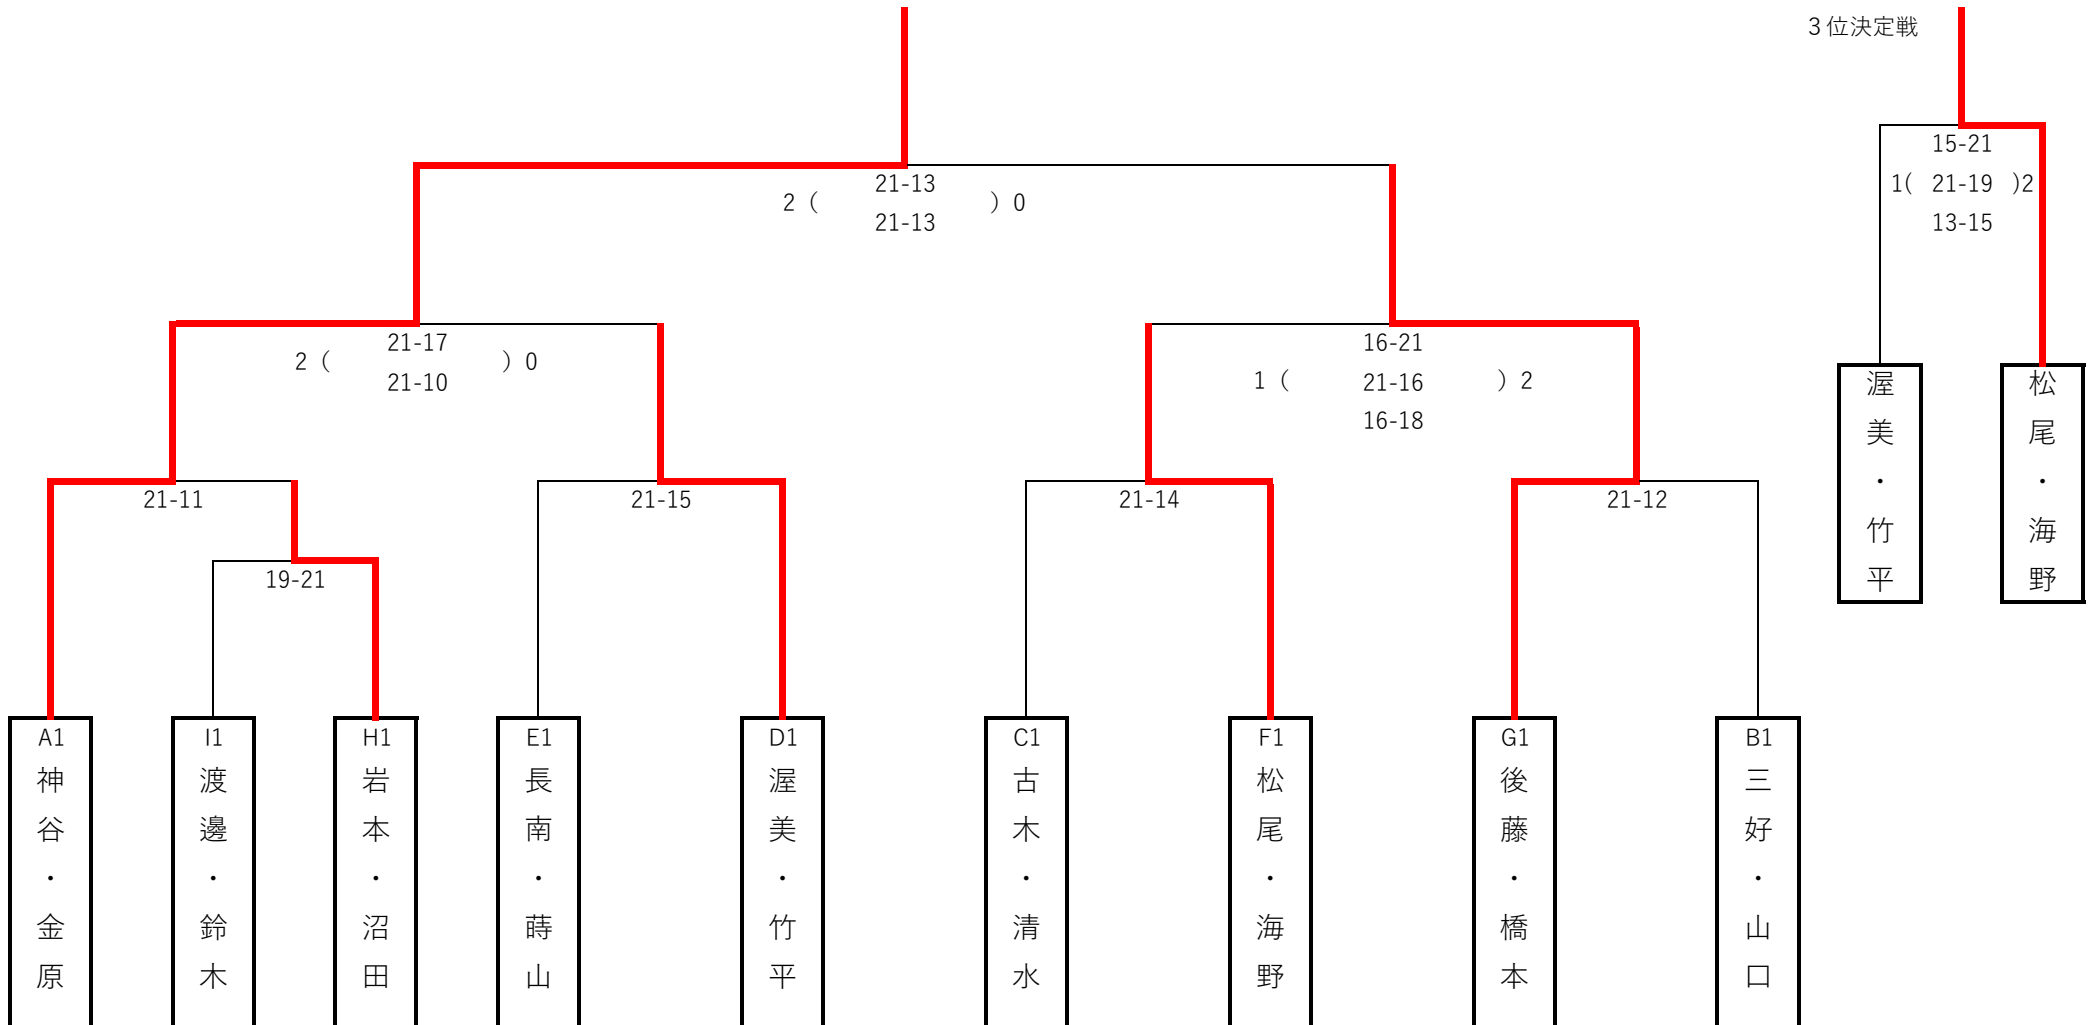 ３位決定戦
15-21
1( 21-19 )2
13-15
21-13
2（ ）0
21-13
21-17
2（ ）0
21-10
16-21
1（ 21-16 ）2
16-18
21-11
21-15
21-14
21-12
19-21
渥美・竹平
松尾・海野
A1
神谷・金原
I1
渡邊・鈴木
H1
岩本・沼田
E1
長南・蒔山
D1
渥美・竹平
C1
古木・清水
F1
松尾・海野
G1
後藤・橋本
B1
三好・山口